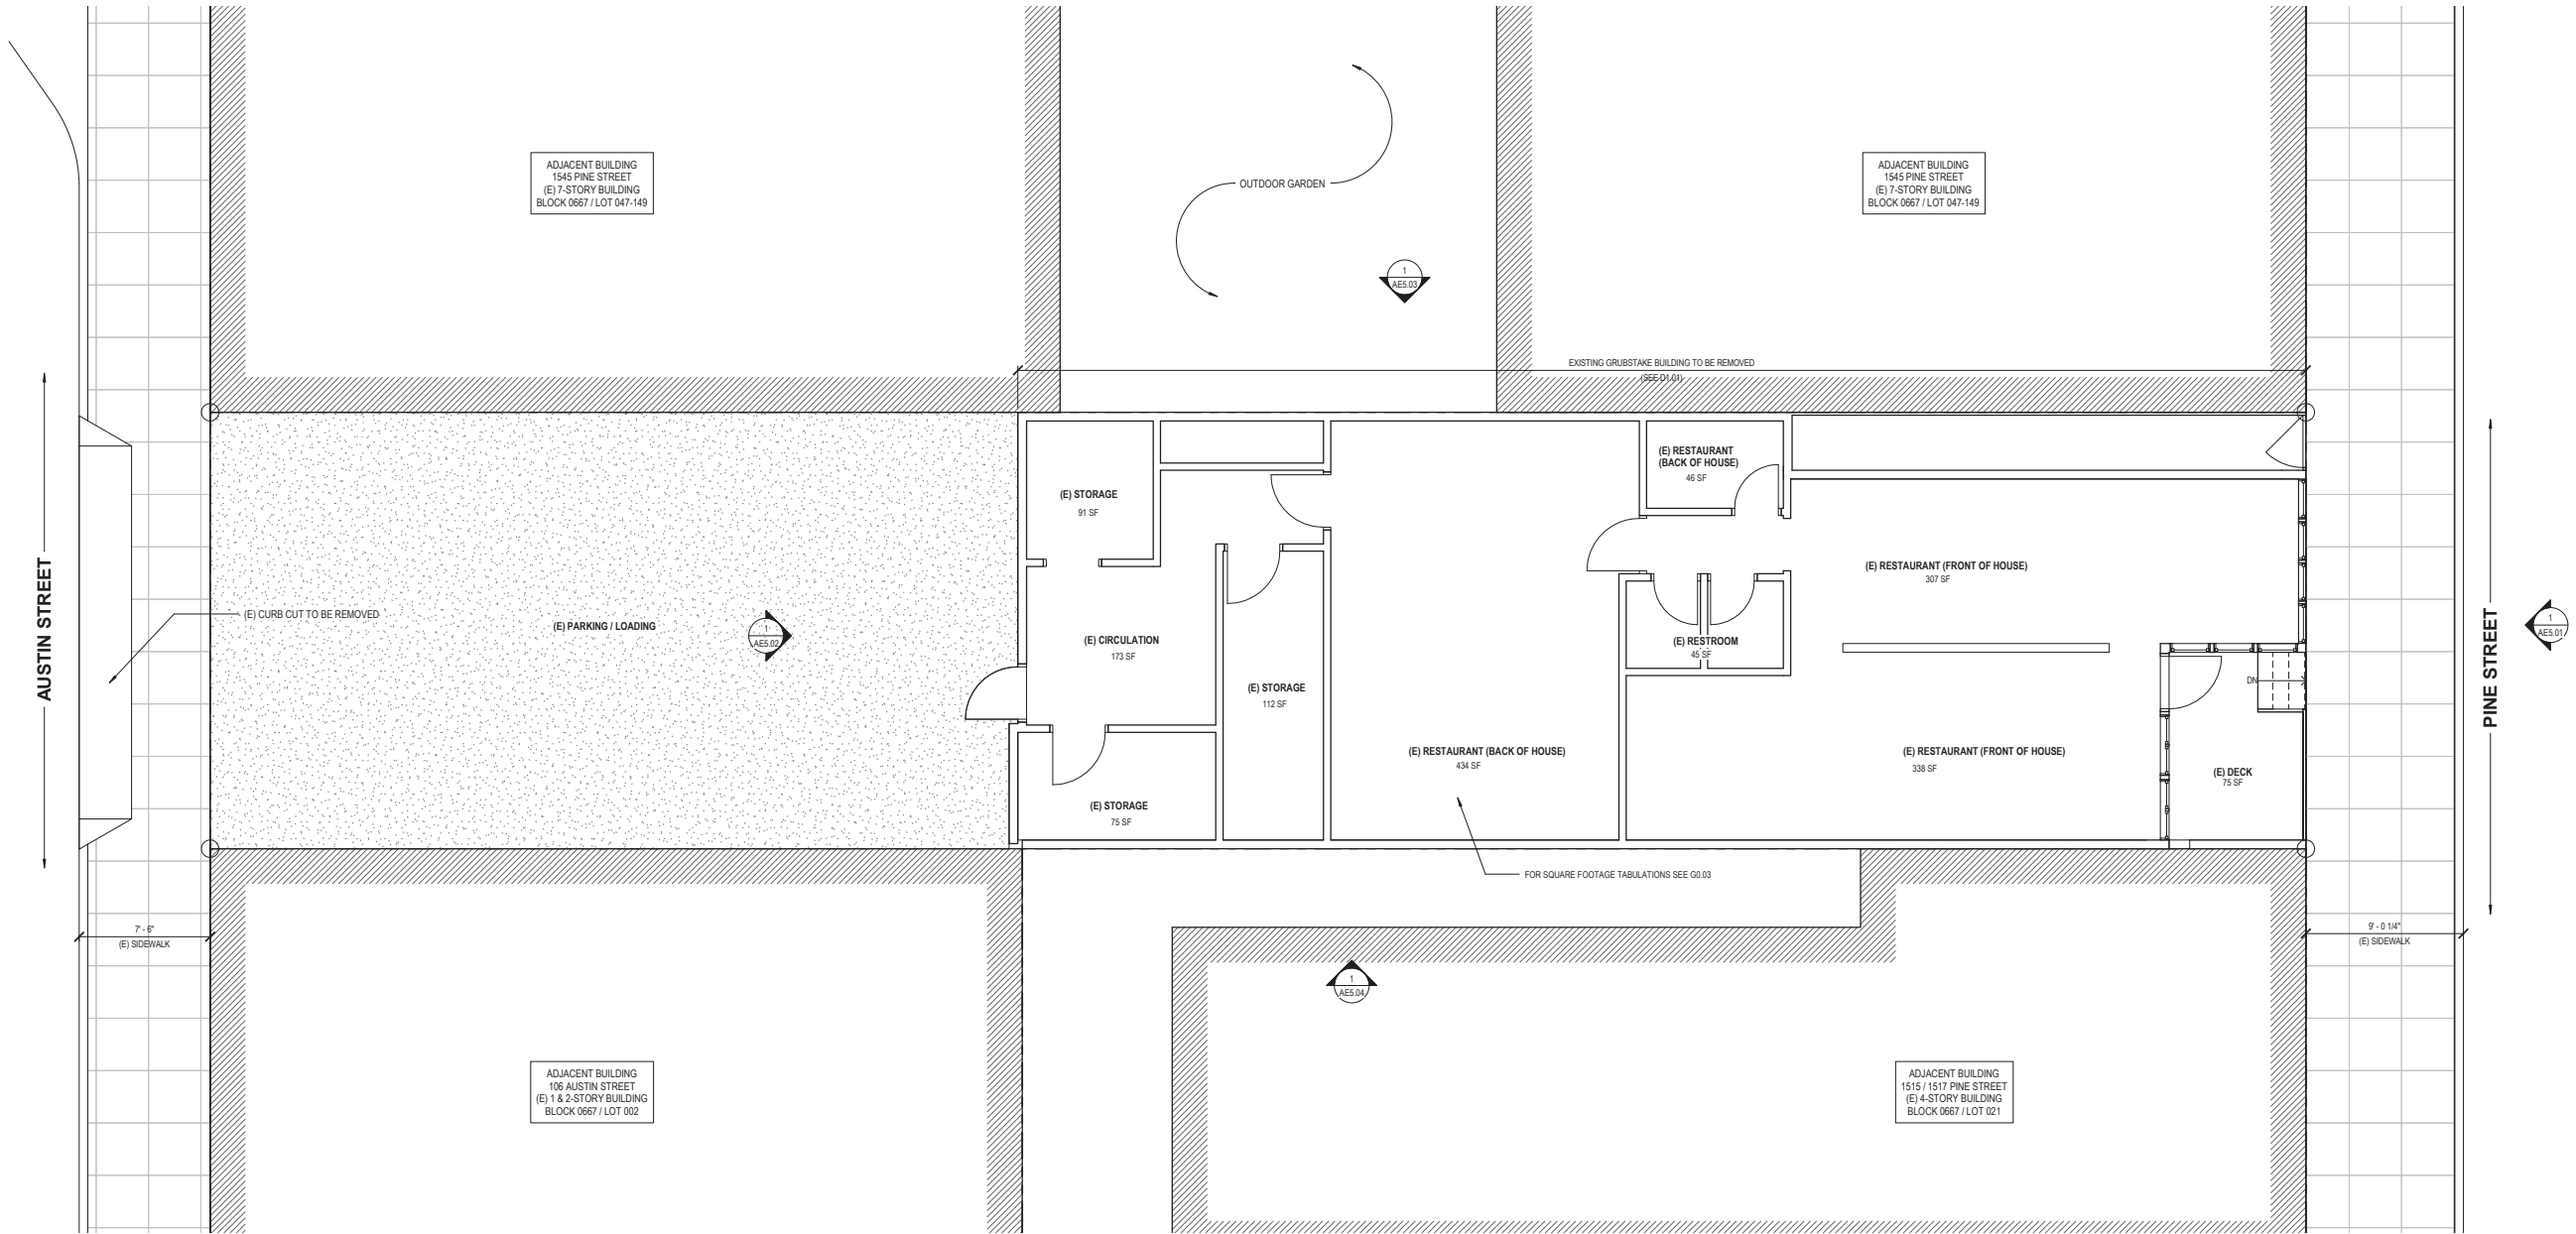 ADJACENT BUILDING
1545 PINE STREET
(E) 7-STORY BUILDING
BLOCK 0667 / LOT 047-149
OUTDOOR GARDEN
ADJACENT BUILDING
1545 PINE STREET
(E) 7-STORY BUILDING
BLOCK 0667 / LOT 047-149
1
AE5.03
EXISTING GRUBSTAKE BUILDING TO BE REMOVED
(SEE D1.01)
AUSTIN STREET
(E) CURB CUT TO BE REMOVED
(E) PARKING / LOADING
1
AE5.02
(E) STORAGE
91 SF
(E) CIRCULATION
173 SF
(E) STORAGE
112 SF
(E) STORAGE
75 SF
(E) RESTAURANT (BACK OF HOUSE)
434 SF
(E) RESTAURANT
(BACK OF HOUSE)
46 SF
(E) RESTROOM
45 SF
(E) RESTAURANT (FRONT OF HOUSE)
307 SF
(E) RESTAURANT (FRONT OF HOUSE)
338 SF
DN
(E) DECK
75 SF
PINE STREET
1
AE5.01
FOR SQUARE FOOTAGE TABULATIONS SEE G0.03
7' - 6"
(E) SIDEWALK
9' - 0 1/4"
(E) SIDEWALK
1
AE5.04
ADJACENT BUILDING
106 AUSTIN STREET
(E) 1 & 2-STORY BUILDING
BLOCK 0667 / LOT 002
ADJACENT BUILDING
1515 / 1517 PINE STREET
(E) 4-STORY BUILDING
BLOCK 0667 / LOT 021